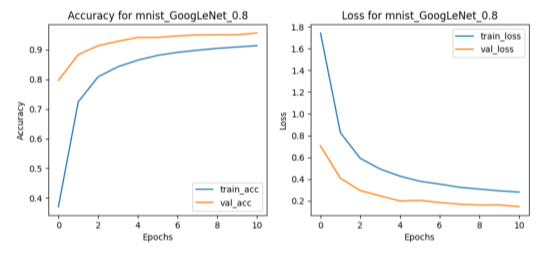 Accuracy for mnist_GoogLeNet_0.8
Accuracy
0.9
0.8
0.7
0.6
0.5
0.4
train_acc
val_acc
0 2 4 6 8 10
Epochs
Loss for mnist_GoogLeNet_0.8
Loss
1.8
1.6
1.4
1.2
1.0
0.8
0.6
0.4
0.2
train_loss
val_loss
0 2 4 6 8 10
Epochs